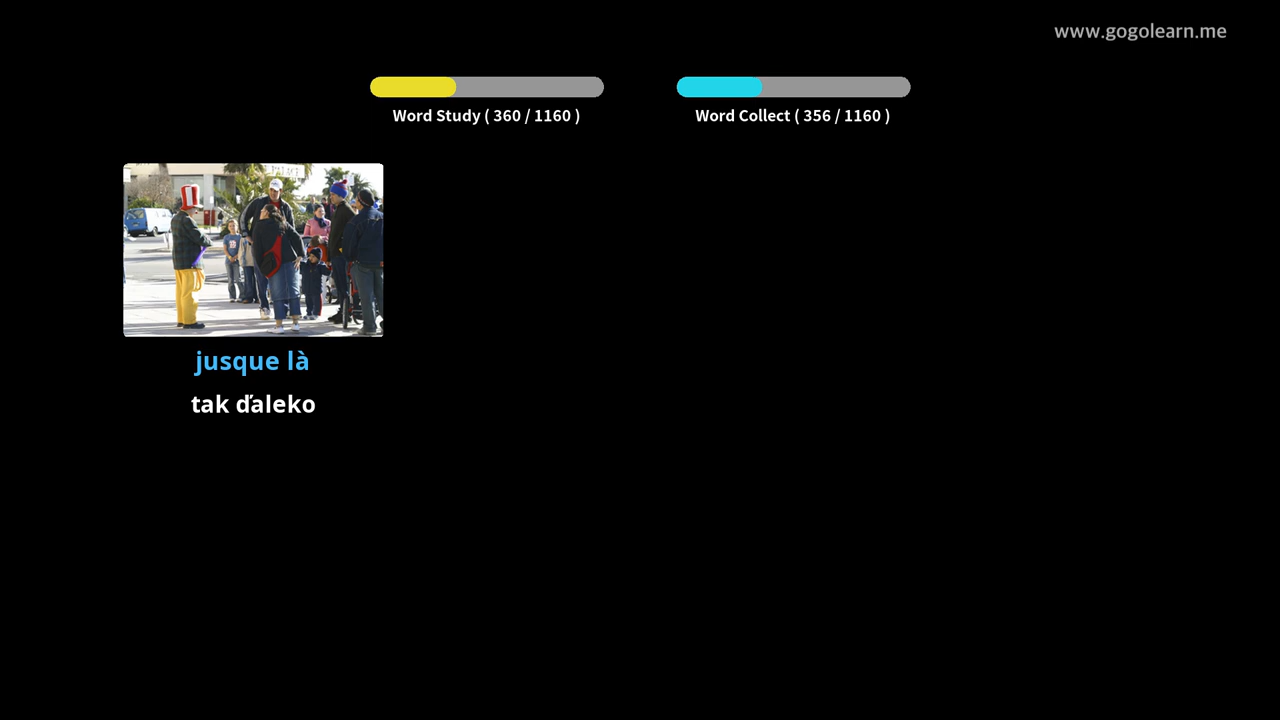 www.gogolearn.me
Word Study ( 360 / 1160 )
Word Collect ( 356 / 1160 )
jusque là
tak ďaleko